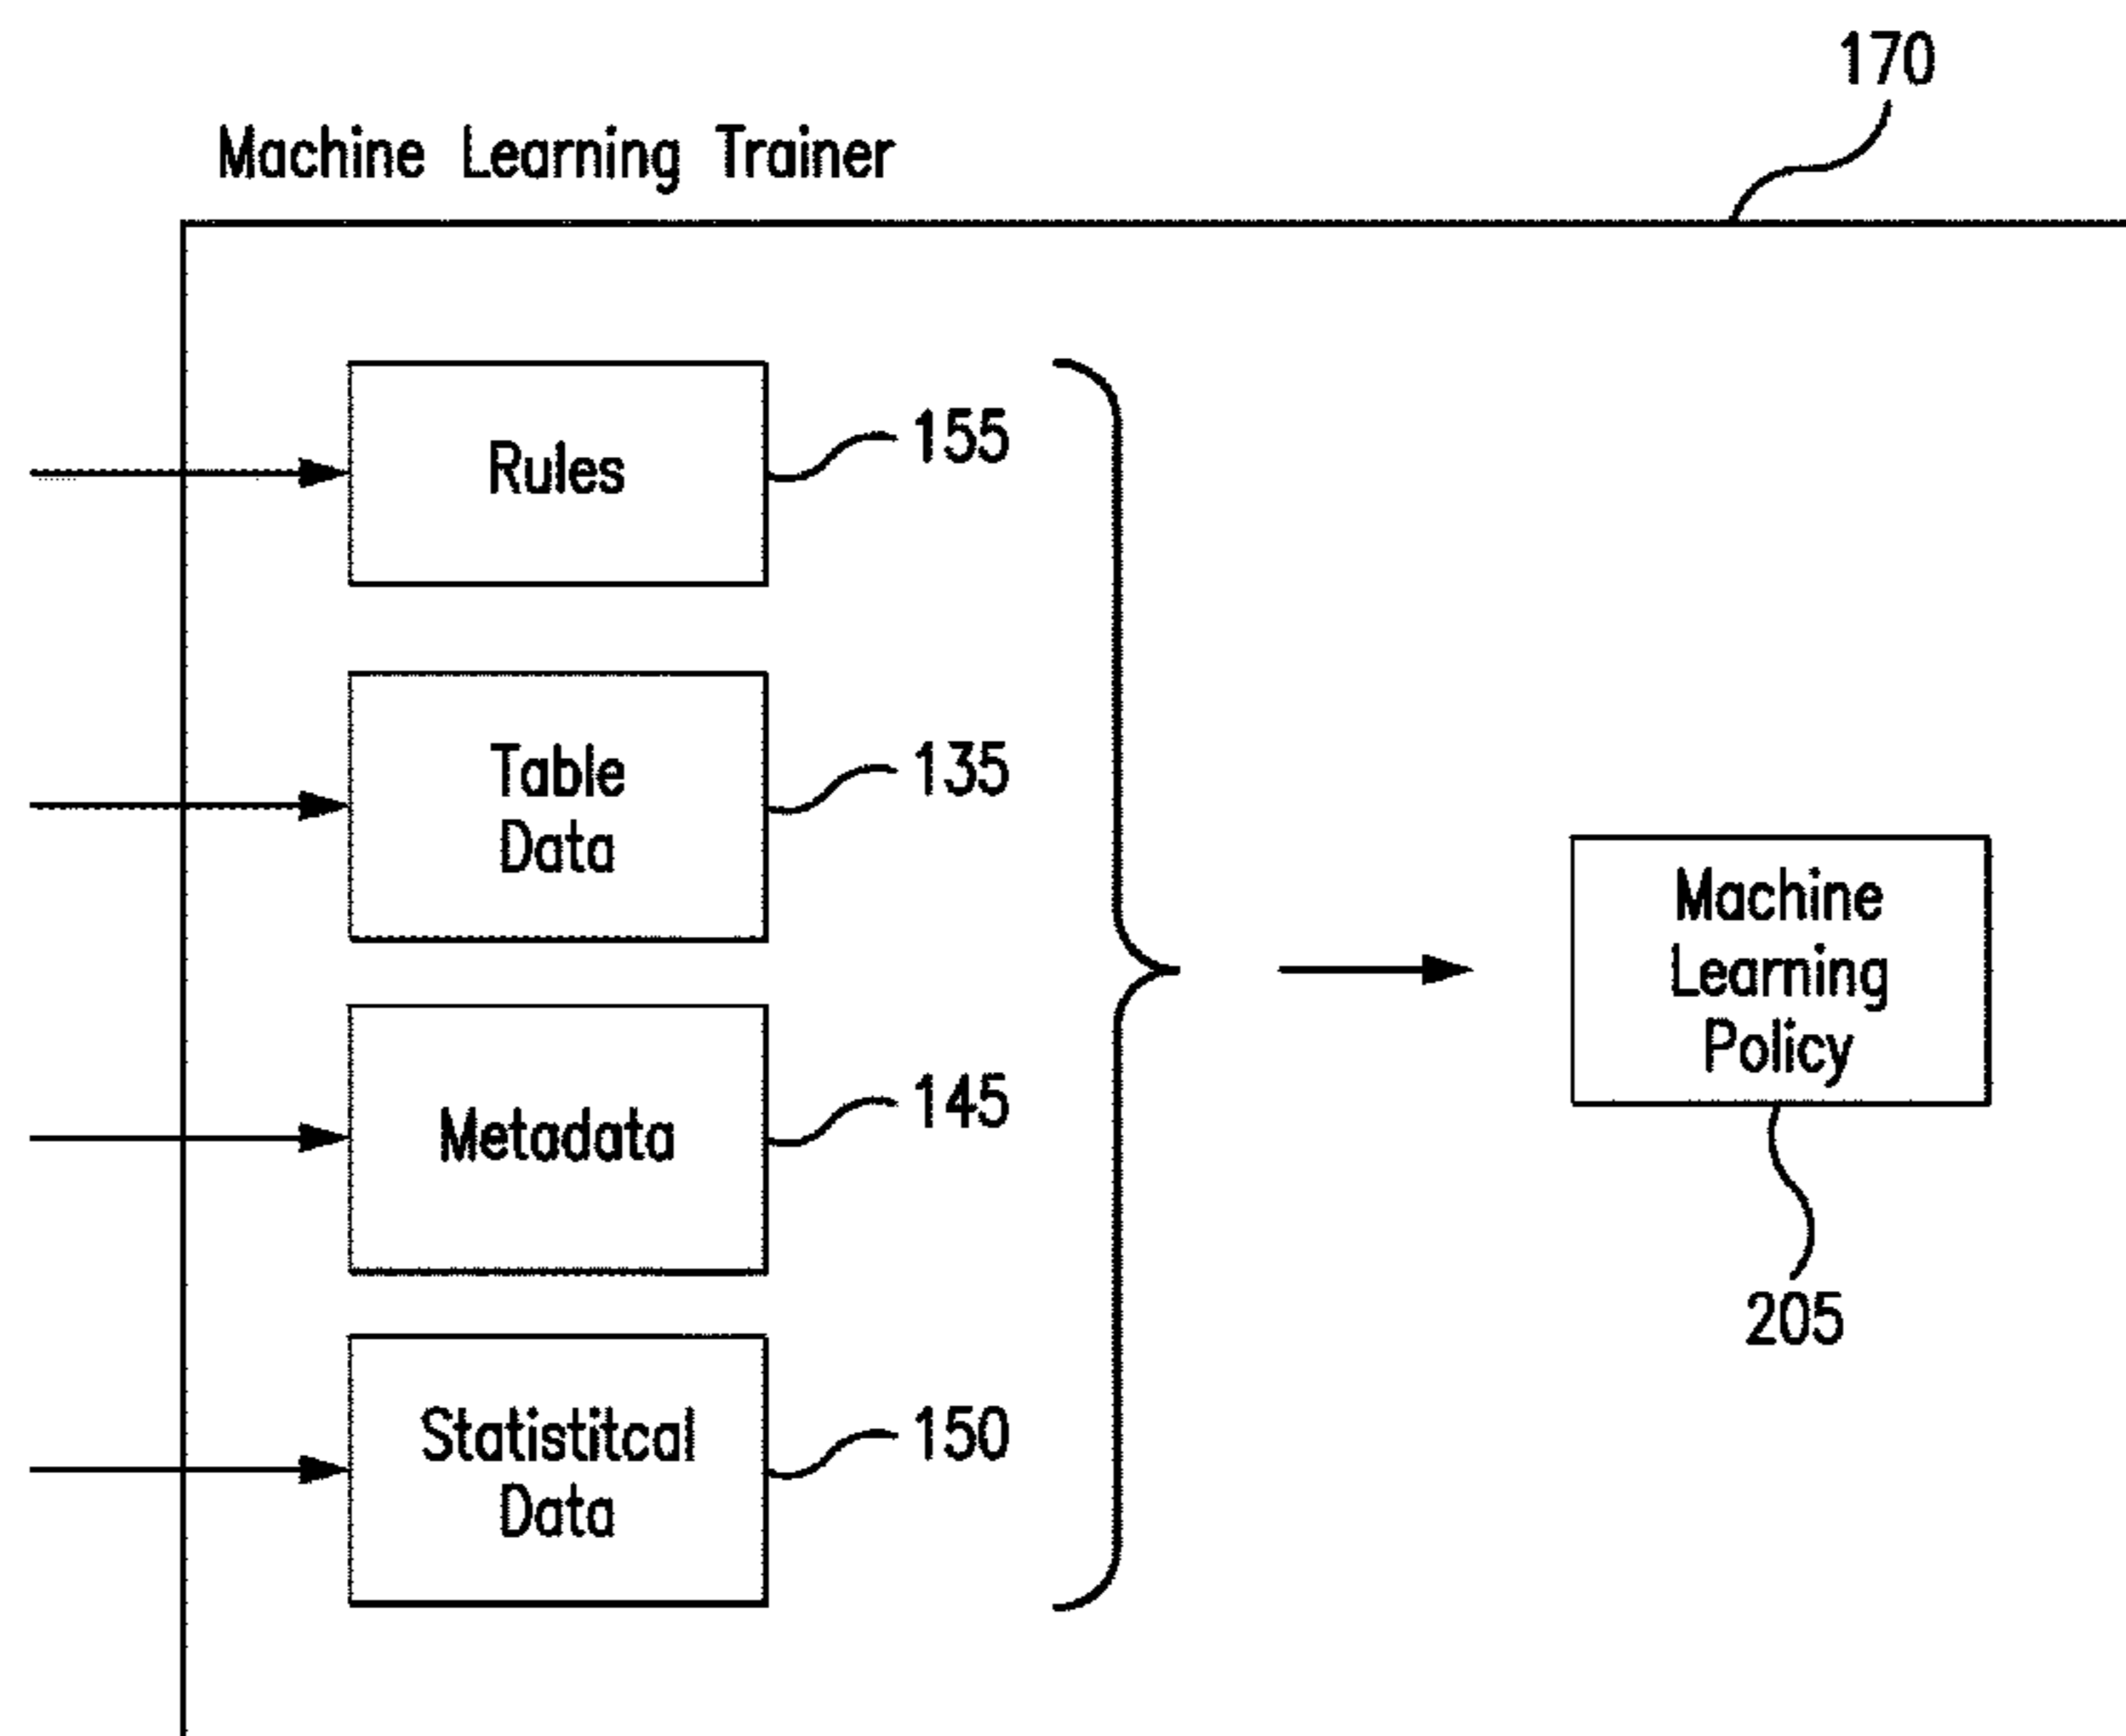 170
Machine Learning Trainer
Rules
155
Table
Data
135
Machine
Learning
Policy
Metadata
145
205
Statistitcal
Data
150